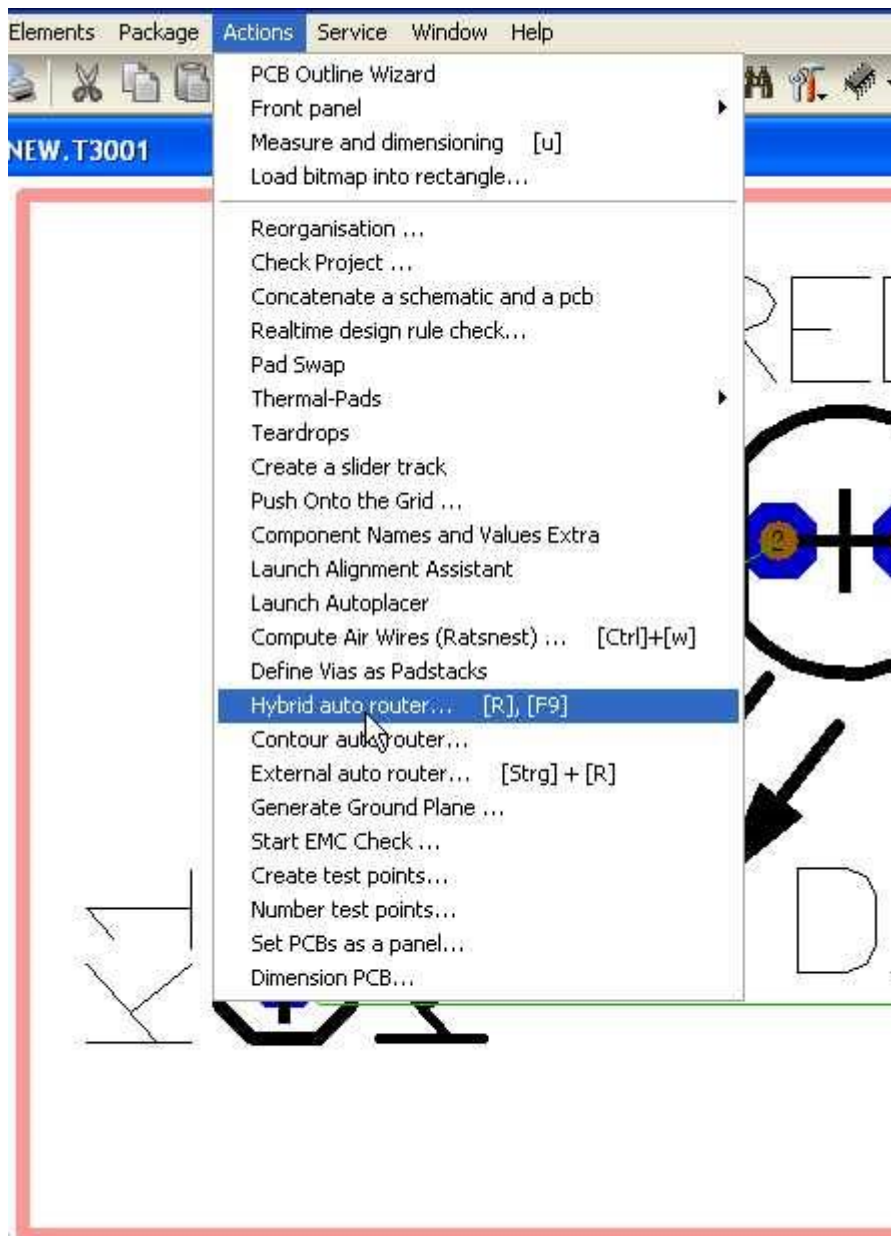 Elements Package Actions Service Window Help
NEW.T3001
PCB Outline Wizard
Front panel
Measure and dimensioning [u]
Load bitmap into rectangle...
Reorganisation ...
Check Project ...
Concatenate a schematic and a pcb
Realtime design rule check...
Pad Swap
Thermal-Pads
Teardrops
Create a slider track
Push Onto the Grid ...
Component Names and Values Extra
Launch Alignment Assistant
Launch Autoplacer
Compute Air Wires (Ratsnest) ... [Ctrl]+[w]
Define Vias as Padstacks
Hybrid auto router... [R], [F9]
Contour auto router...
External auto router... [Strg] + [R]
Generate Ground Plane ...
Start EMC Check ...
Create test points...
Number test points...
Set PCBs as a panel...
Dimension PCB...
2
K1